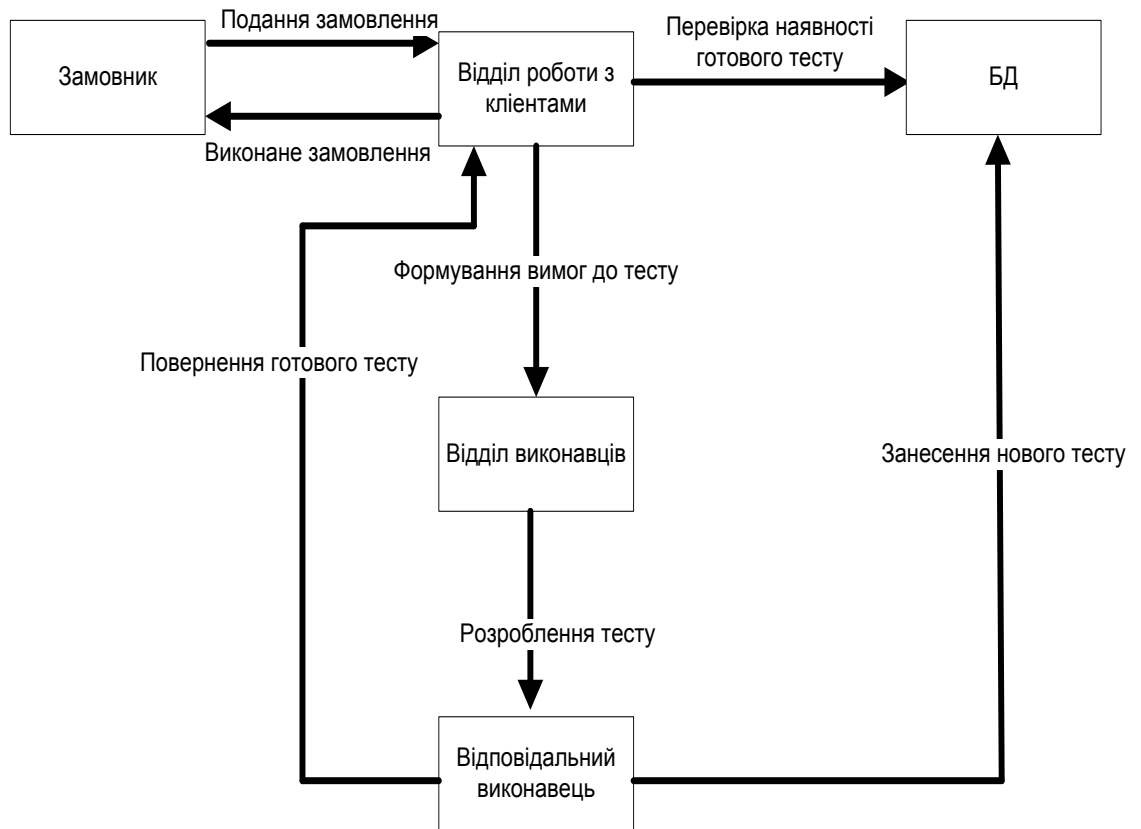 Подання замовлення
Замовник
Відділ роботи з
кліентами
Перевірка наявності
готового тесту
БД
Виконане замовлення
Формування вимог до тесту
Повернення готового тесту
Відділ виконавців
Занесення нового тесту
Розроблення тесту
Відповідальний
виконавець